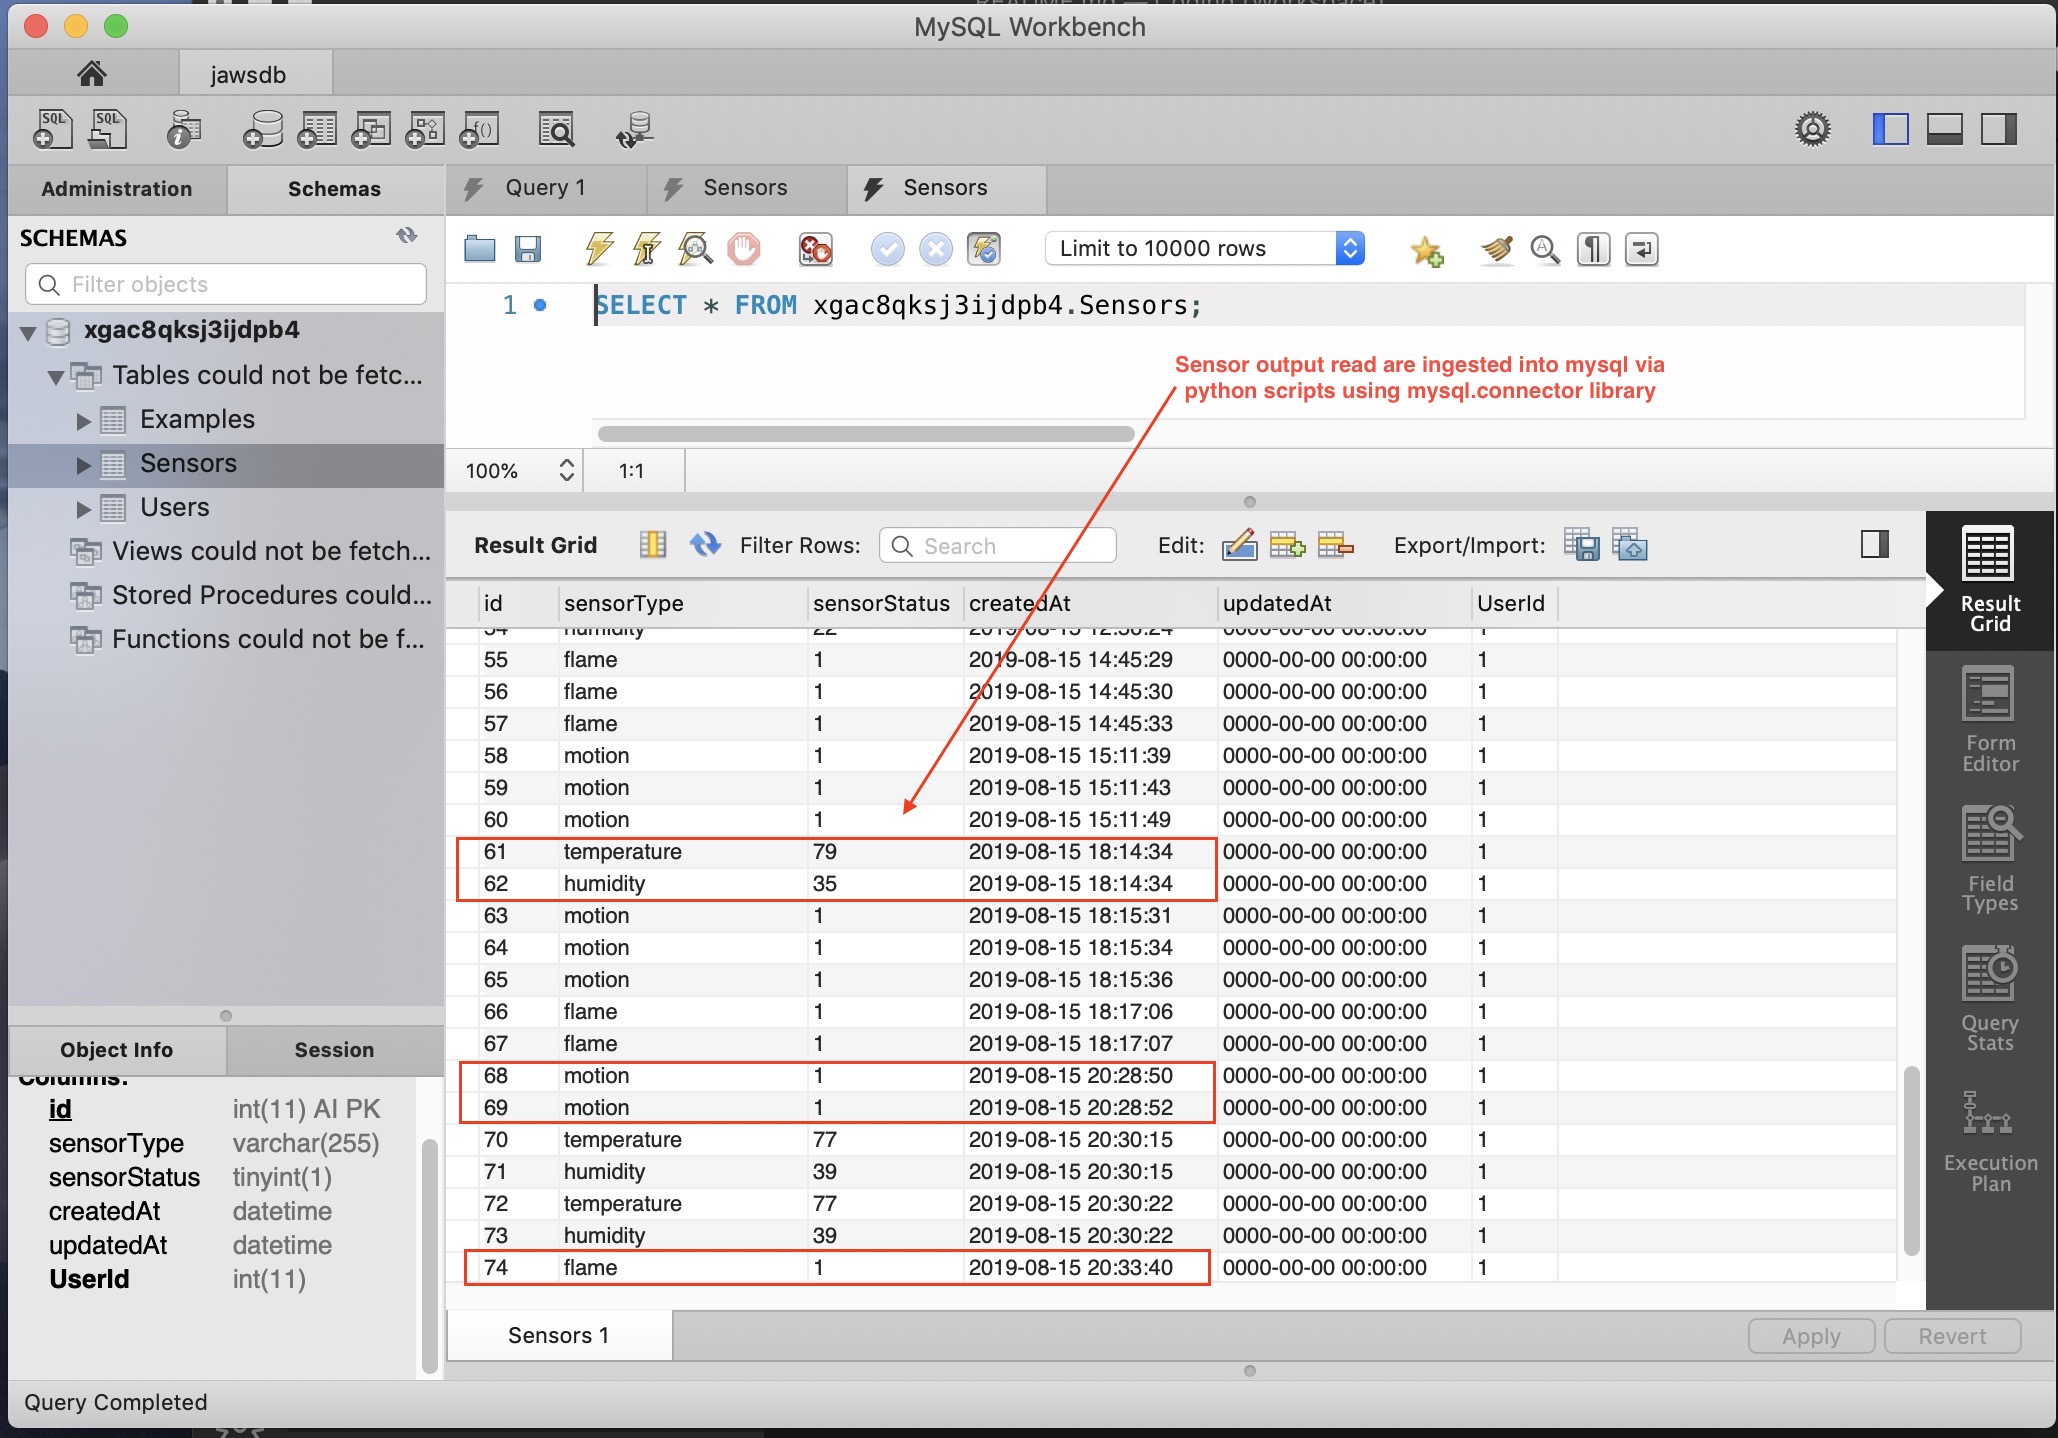 MySQL Workbench
jawsdb
Administration
Schemas
Query 1
Sensors
Sensors
SCHEMAS
Filter objects
xgac8qksj3ijdpb4
Tables could not be fetc...
Examples
Sensors
Users
Views could not be fetch...
Stored Procedures could...
Functions could not be f...
Limit to 10000 rows
1 SELECT * FROM xgac8qksj3ijdpb4.Sensors;
Sensor output read are ingested into mysql via
python scripts using mysql.connector library
100%
1:1
Result Grid Filter Rows: Search Edit: Export/Import:
id sensorType sensorStatus createdAt updatedAt UserId
54 humidity 22 2019-08-15 12:56:24 0000-00-00 00:00:00 1
55 flame 1 2019-08-15 14:45:29 0000-00-00 00:00:00 1
56 flame 1 2019-08-15 14:45:30 0000-00-00 00:00:00 1
57 flame 1 2019-08-15 14:45:33 0000-00-00 00:00:00 1
58 motion 1 2019-08-15 15:11:39 0000-00-00 00:00:00 1
59 motion 1 2019-08-15 15:11:43 0000-00-00 00:00:00 1
60 motion 1 2019-08-15 15:11:49 0000-00-00 00:00:00 1
61 temperature 79 2019-08-15 18:14:34 0000-00-00 00:00:00 1
62 humidity 35 2019-08-15 18:14:34 0000-00-00 00:00:00 1
63 motion 1 2019-08-15 18:15:31 0000-00-00 00:00:00 1
64 motion 1 2019-08-15 18:15:34 0000-00-00 00:00:00 1
65 motion 1 2019-08-15 18:15:36 0000-00-00 00:00:00 1
66 flame 1 2019-08-15 18:17:06 0000-00-00 00:00:00 1
67 flame 1 2019-08-15 18:17:07 0000-00-00 00:00:00 1
68 motion 1 2019-08-15 20:28:50 0000-00-00 00:00:00 1
69 motion 1 2019-08-15 20:28:52 0000-00-00 00:00:00 1
70 temperature 77 2019-08-15 20:30:15 0000-00-00 00:00:00 1
71 humidity 39 2019-08-15 20:30:15 0000-00-00 00:00:00 1
72 temperature 77 2019-08-15 20:30:22 0000-00-00 00:00:00 1
73 humidity 39 2019-08-15 20:30:22 0000-00-00 00:00:00 1
74 flame 1 2019-08-15 20:33:40 0000-00-00 00:00:00 1
Result
Grid
Form
Editor
Field
Types
Query
Stats
Execution
Plan
Object Info
Session
Columns:
id int(11) AI PK
sensorType varchar(255)
sensorStatus tinyint(1)
createdAt datetime
updatedAt datetime
UserId int(11)
Sensors 1
Apply
Revert
Query Completed